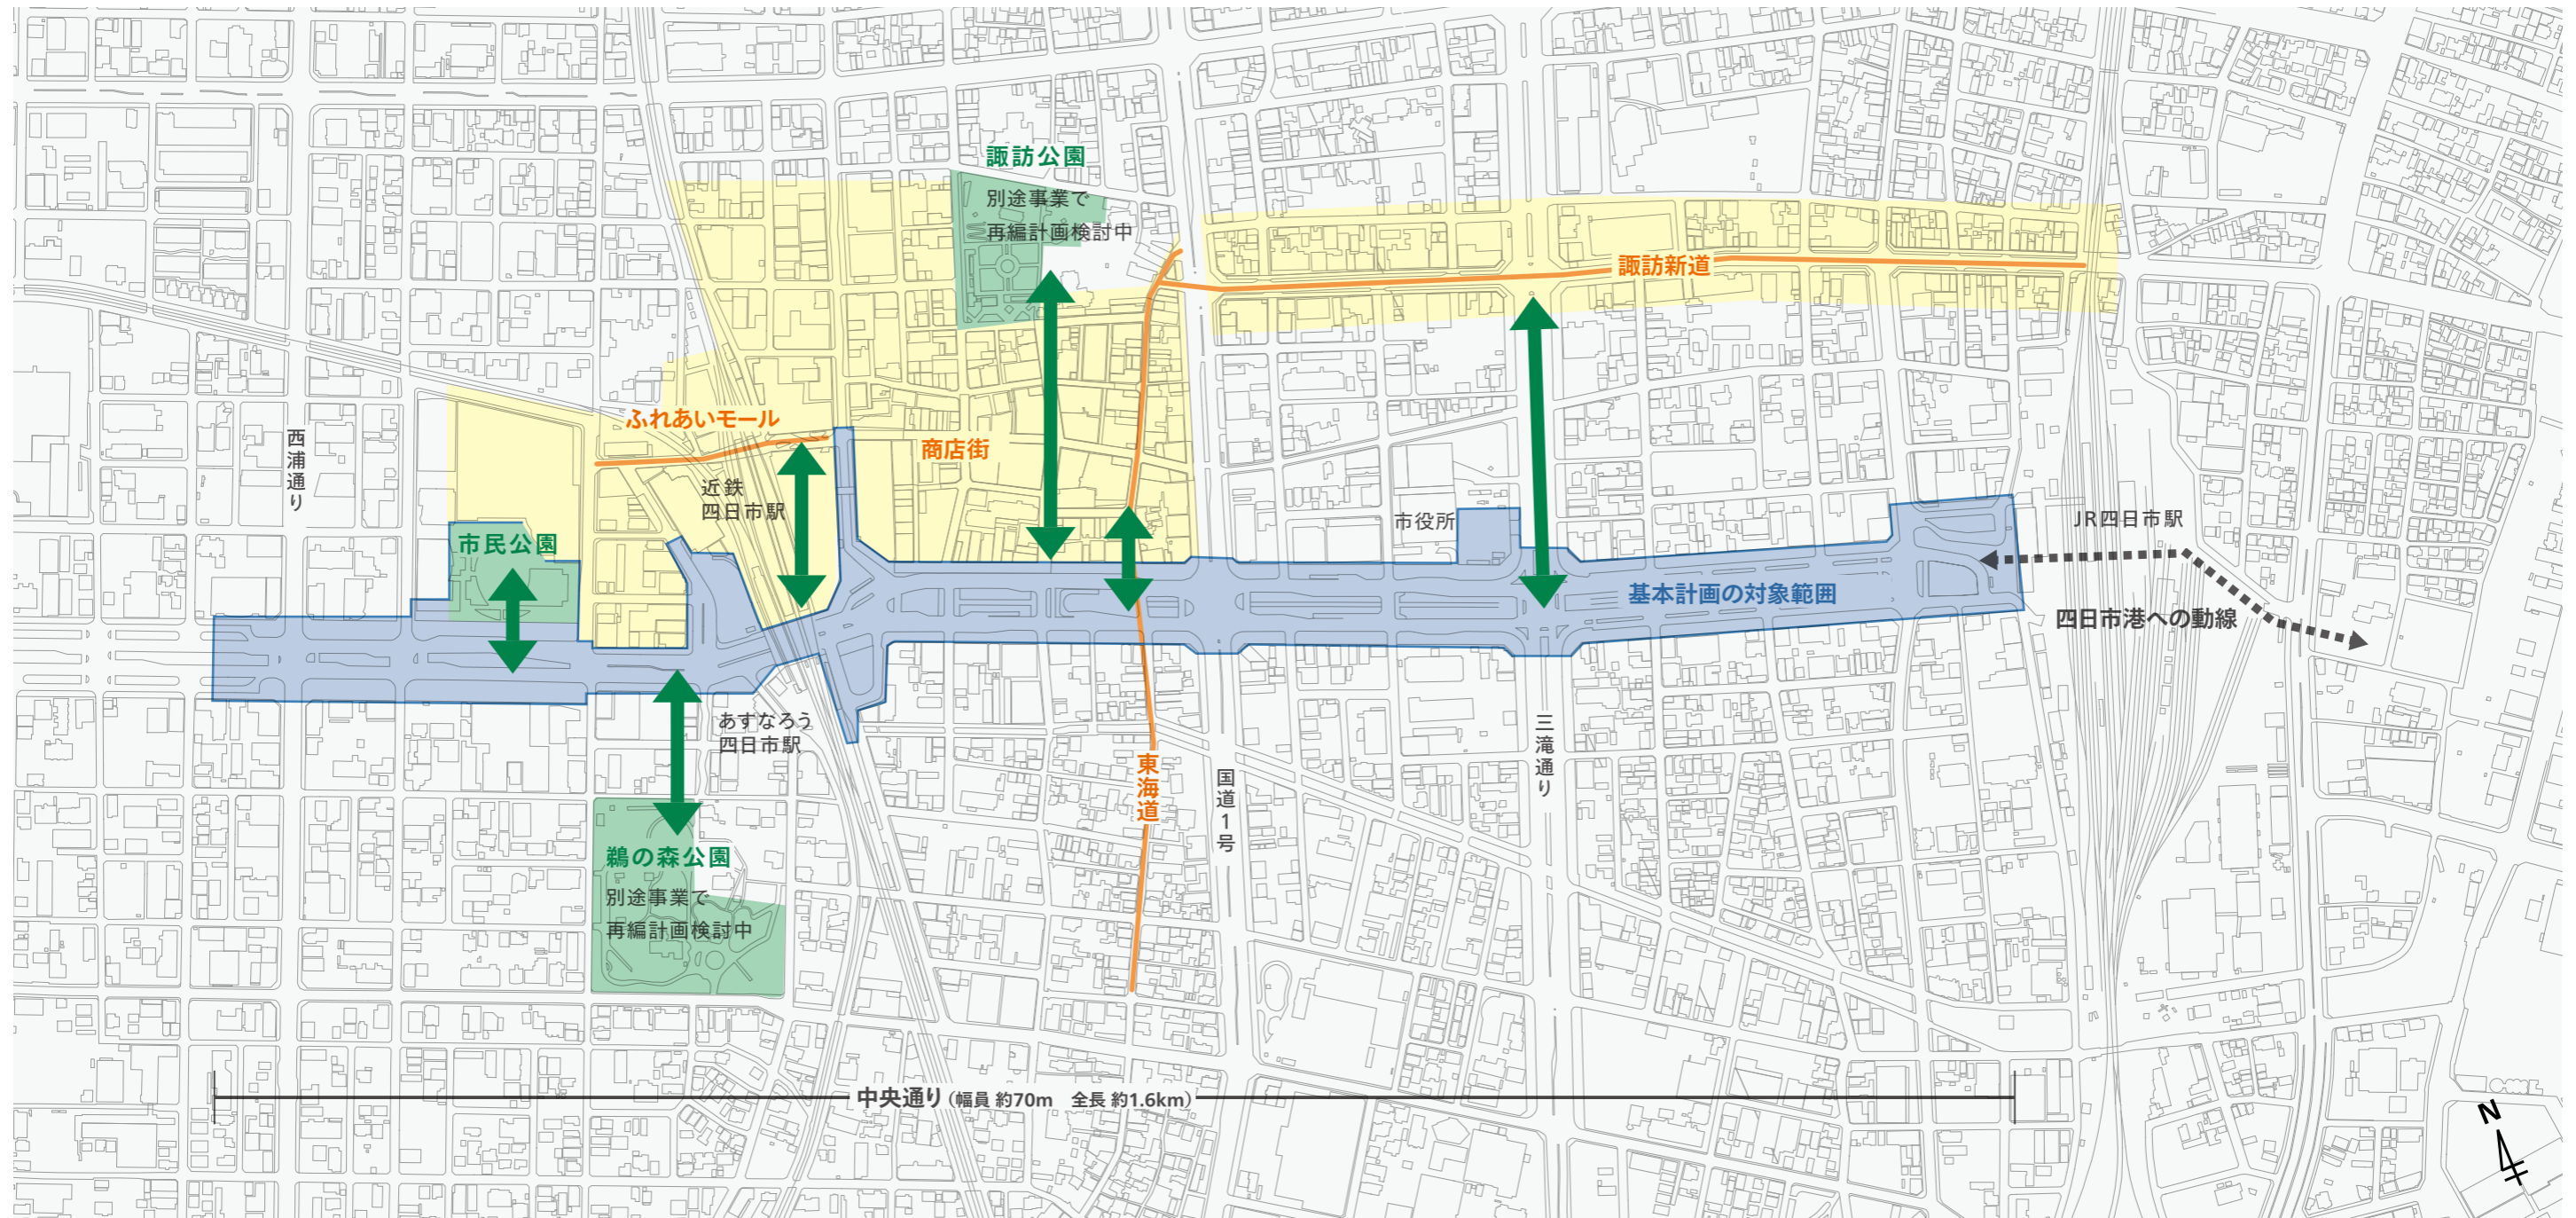 諏訪公園
別途事業で
再編計画検討中
諏訪新道
ふれあいモール
商店街
西浦通り
近鉄
四日市駅
市役所
JR四日市駅
市民公園
基本計画の対象範囲
四日市港への動線
あすなろう
四日市駅
東海道
国道1号
三滝通り
鵜の森公園
別途事業で
再編計画検討中
中央通り(幅員 約70m 全長 約1.6km)
N